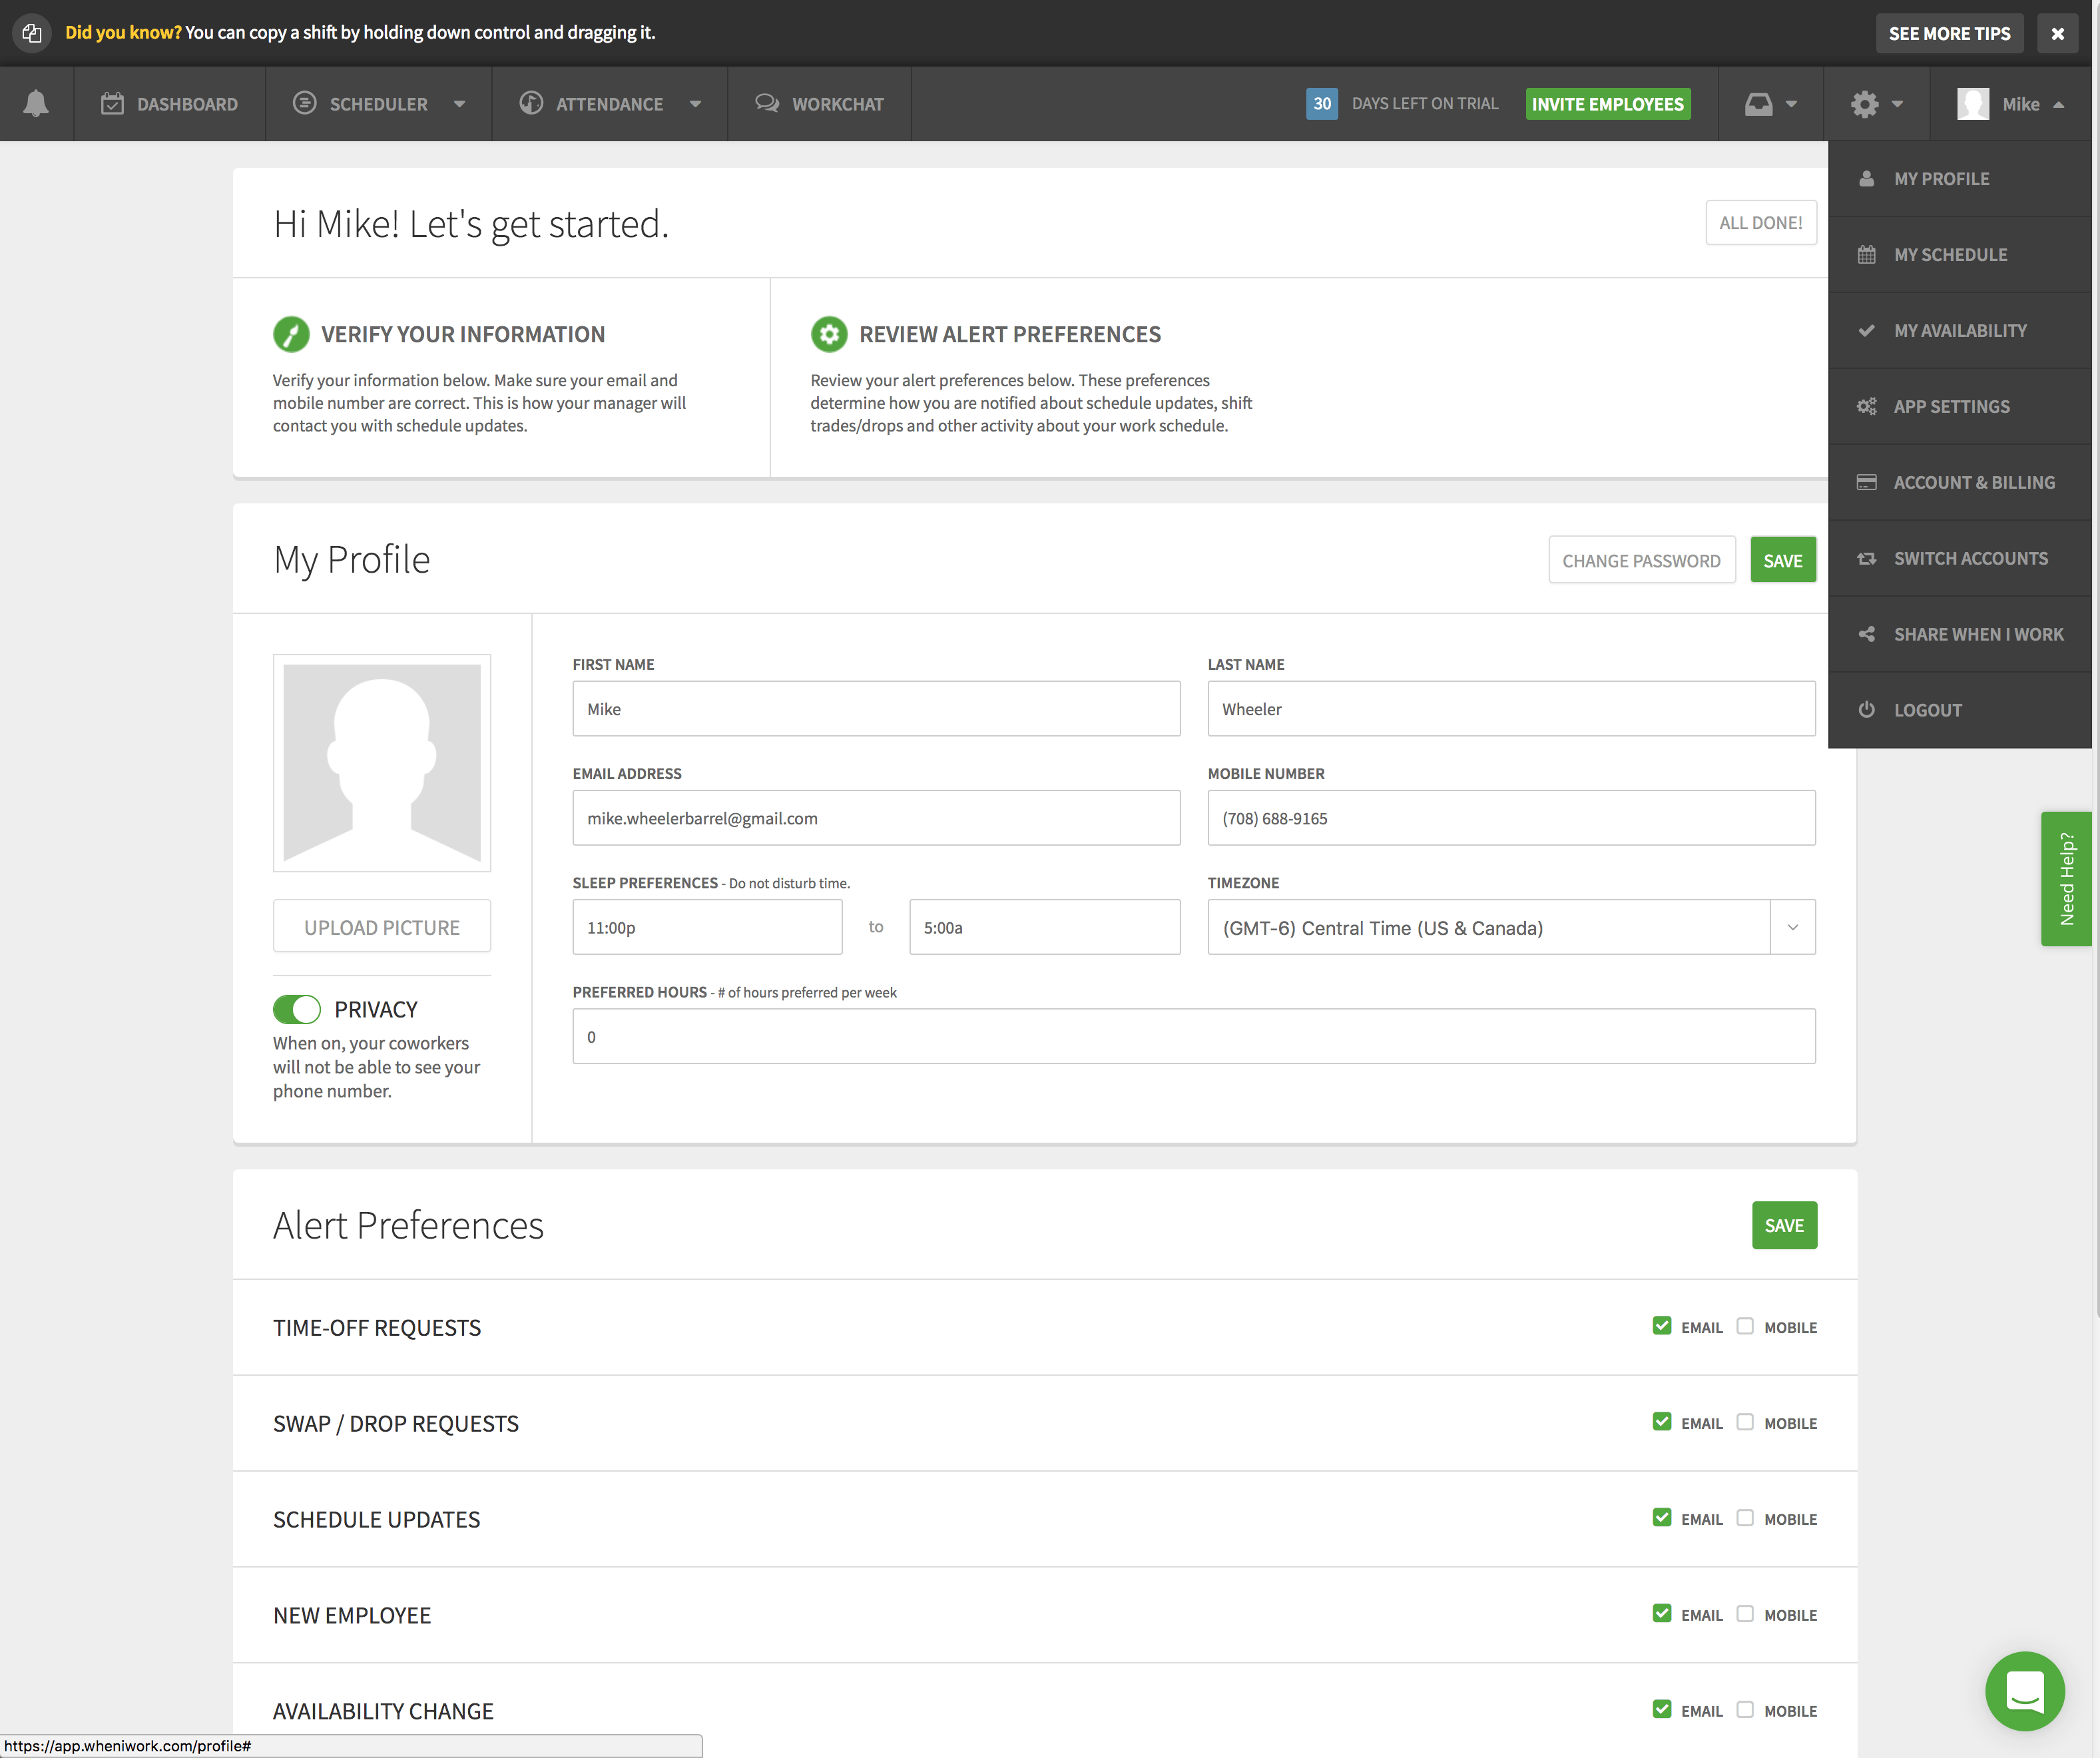 Did you know? You can copy a shift by holding down control and dragging it.
SEE MORE TIPS
DASHBOARD
SCHEDULER
ATTENDANCE
WORKCHAT
30 DAYS LEFT ON TRIAL
INVITE EMPLOYEES
Mike
MY PROFILE
MY SCHEDULE
MY AVAILABILITY
APP SETTINGS
ACCOUNT & BILLING
SWITCH ACCOUNTS
SHARE WHEN I WORK
LOGOUT
Hi Mike! Let's get started.
ALL DONE!
VERIFY YOUR INFORMATION
Verify your information below. Make sure your email and
mobile number are correct. This is how your manager will
contact you with schedule updates.
REVIEW ALERT PREFERENCES
Review your alert preferences below. These preferences
determine how you are notified about schedule updates, shift
trades/drops and other activity about your work schedule.
My Profile
CHANGE PASSWORD
SAVE
UPLOAD PICTURE
PRIVACY
When on, your coworkers
will not be able to see your
phone number.
FIRST NAME
Mike
LAST NAME
Wheeler
EMAIL ADDRESS
mike.wheelerbarrel@gmail.com
MOBILE NUMBER
(708) 688-9165
SLEEP PREFERENCES - Do not disturb time.
11:00p to 5:00a
TIMEZONE
(GMT-6) Central Time (US & Canada)
PREFERRED HOURS - # of hours preferred per week
0
Need Help?
Alert Preferences
SAVE
TIME-OFF REQUESTS
EMAIL MOBILE
SWAP / DROP REQUESTS
EMAIL MOBILE
SCHEDULE UPDATES
EMAIL MOBILE
NEW EMPLOYEE
EMAIL MOBILE
AVAILABILITY CHANGE
EMAIL MOBILE
https://app.wheniwork.com/profile#